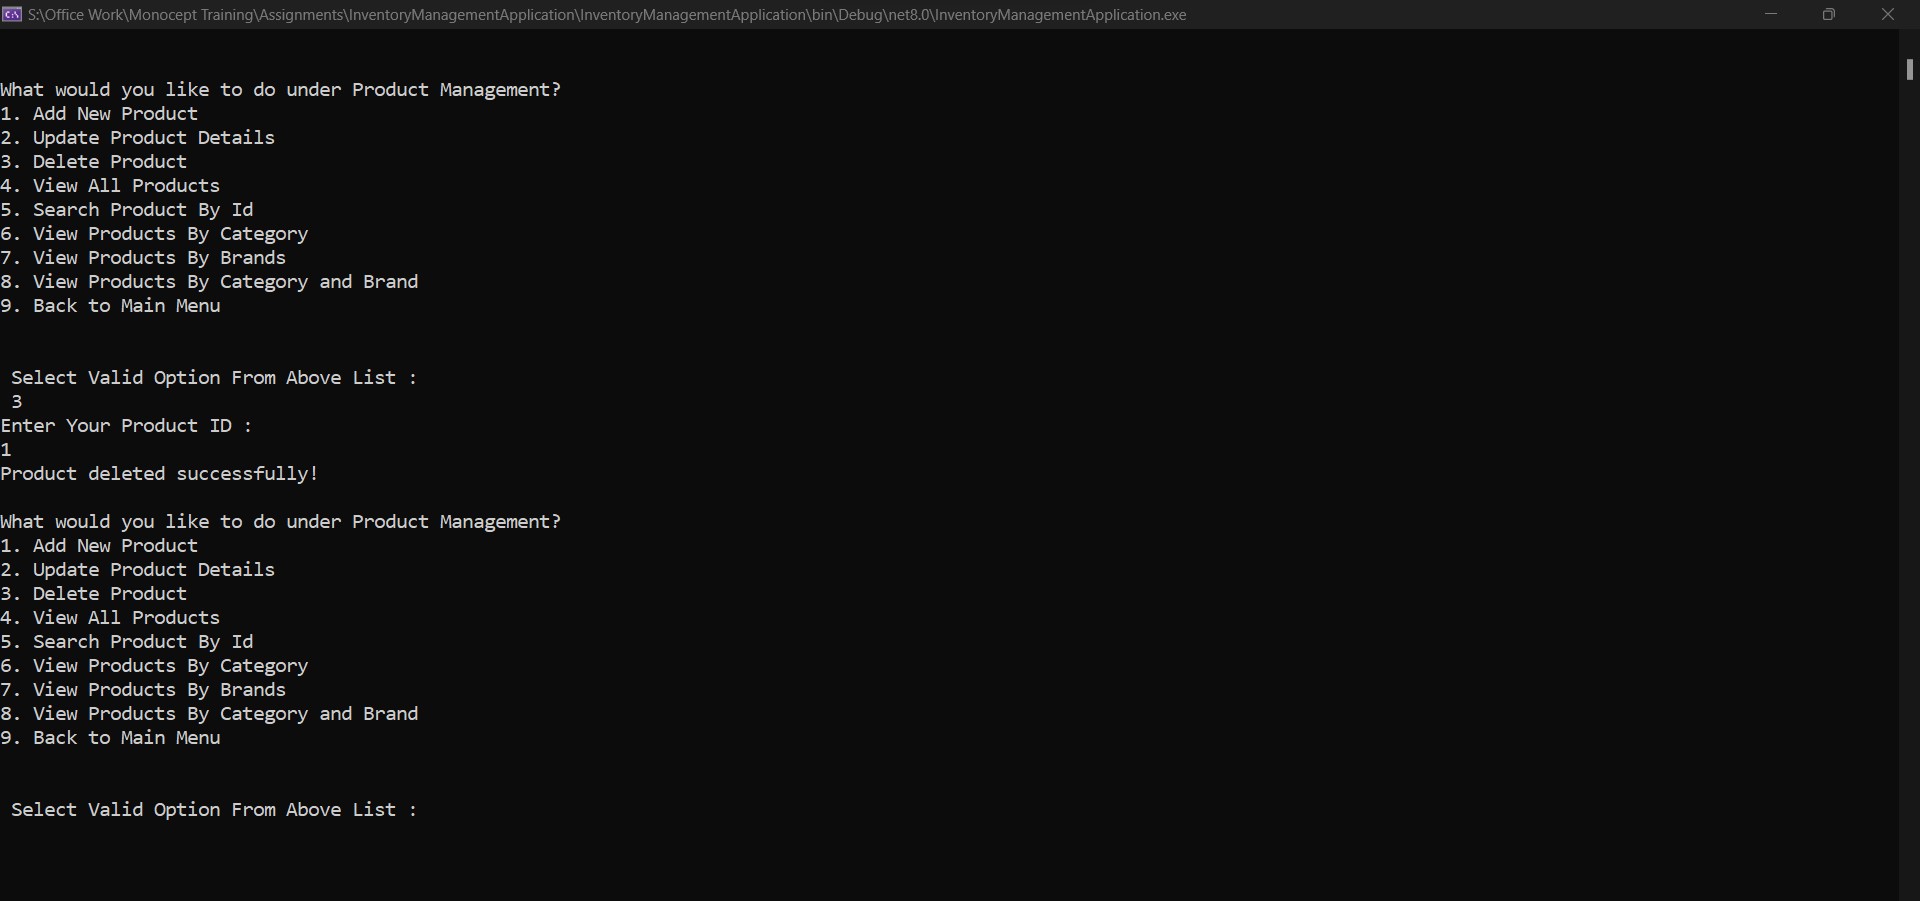 S:\Office Work\Monocept Training\Assignments\InventoryManagementApplication\InventoryManagementApplication\bin\Debug\net8.0\InventoryManagementApplication.exe
What would you like to do under Product Management?
1. Add New Product
2. Update Product Details
3. Delete Product
4. View All Products
5. Search Product By Id
6. View Products By Category
7. View Products By Brands
8. View Products By Category and Brand
9. Back to Main Menu
Select Valid Option From Above List :
3
Enter Your Product ID :
1
Product deleted successfully!
What would you like to do under Product Management?
1. Add New Product
2. Update Product Details
3. Delete Product
4. View All Products
5. Search Product By Id
6. View Products By Category
7. View Products By Brands
8. View Products By Category and Brand
9. Back to Main Menu
Select Valid Option From Above List :